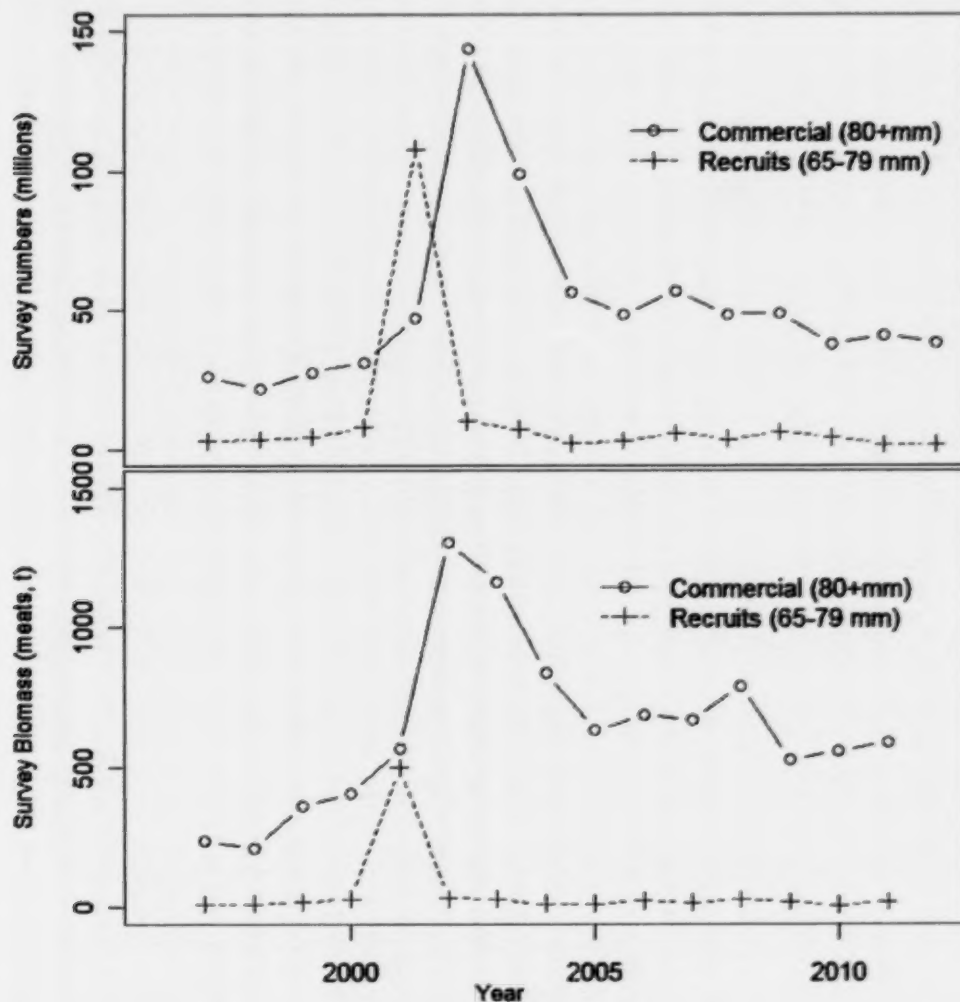 Survey numbers (millions)
150
100
50
0
Commercial (80+mm)
Recruits (65-79 mm)
Survey Biomass (meats, t)
1500
1000
500
0
Commercial (80+mm)
Recruits (65-79 mm)
2000
2005
2010
Year